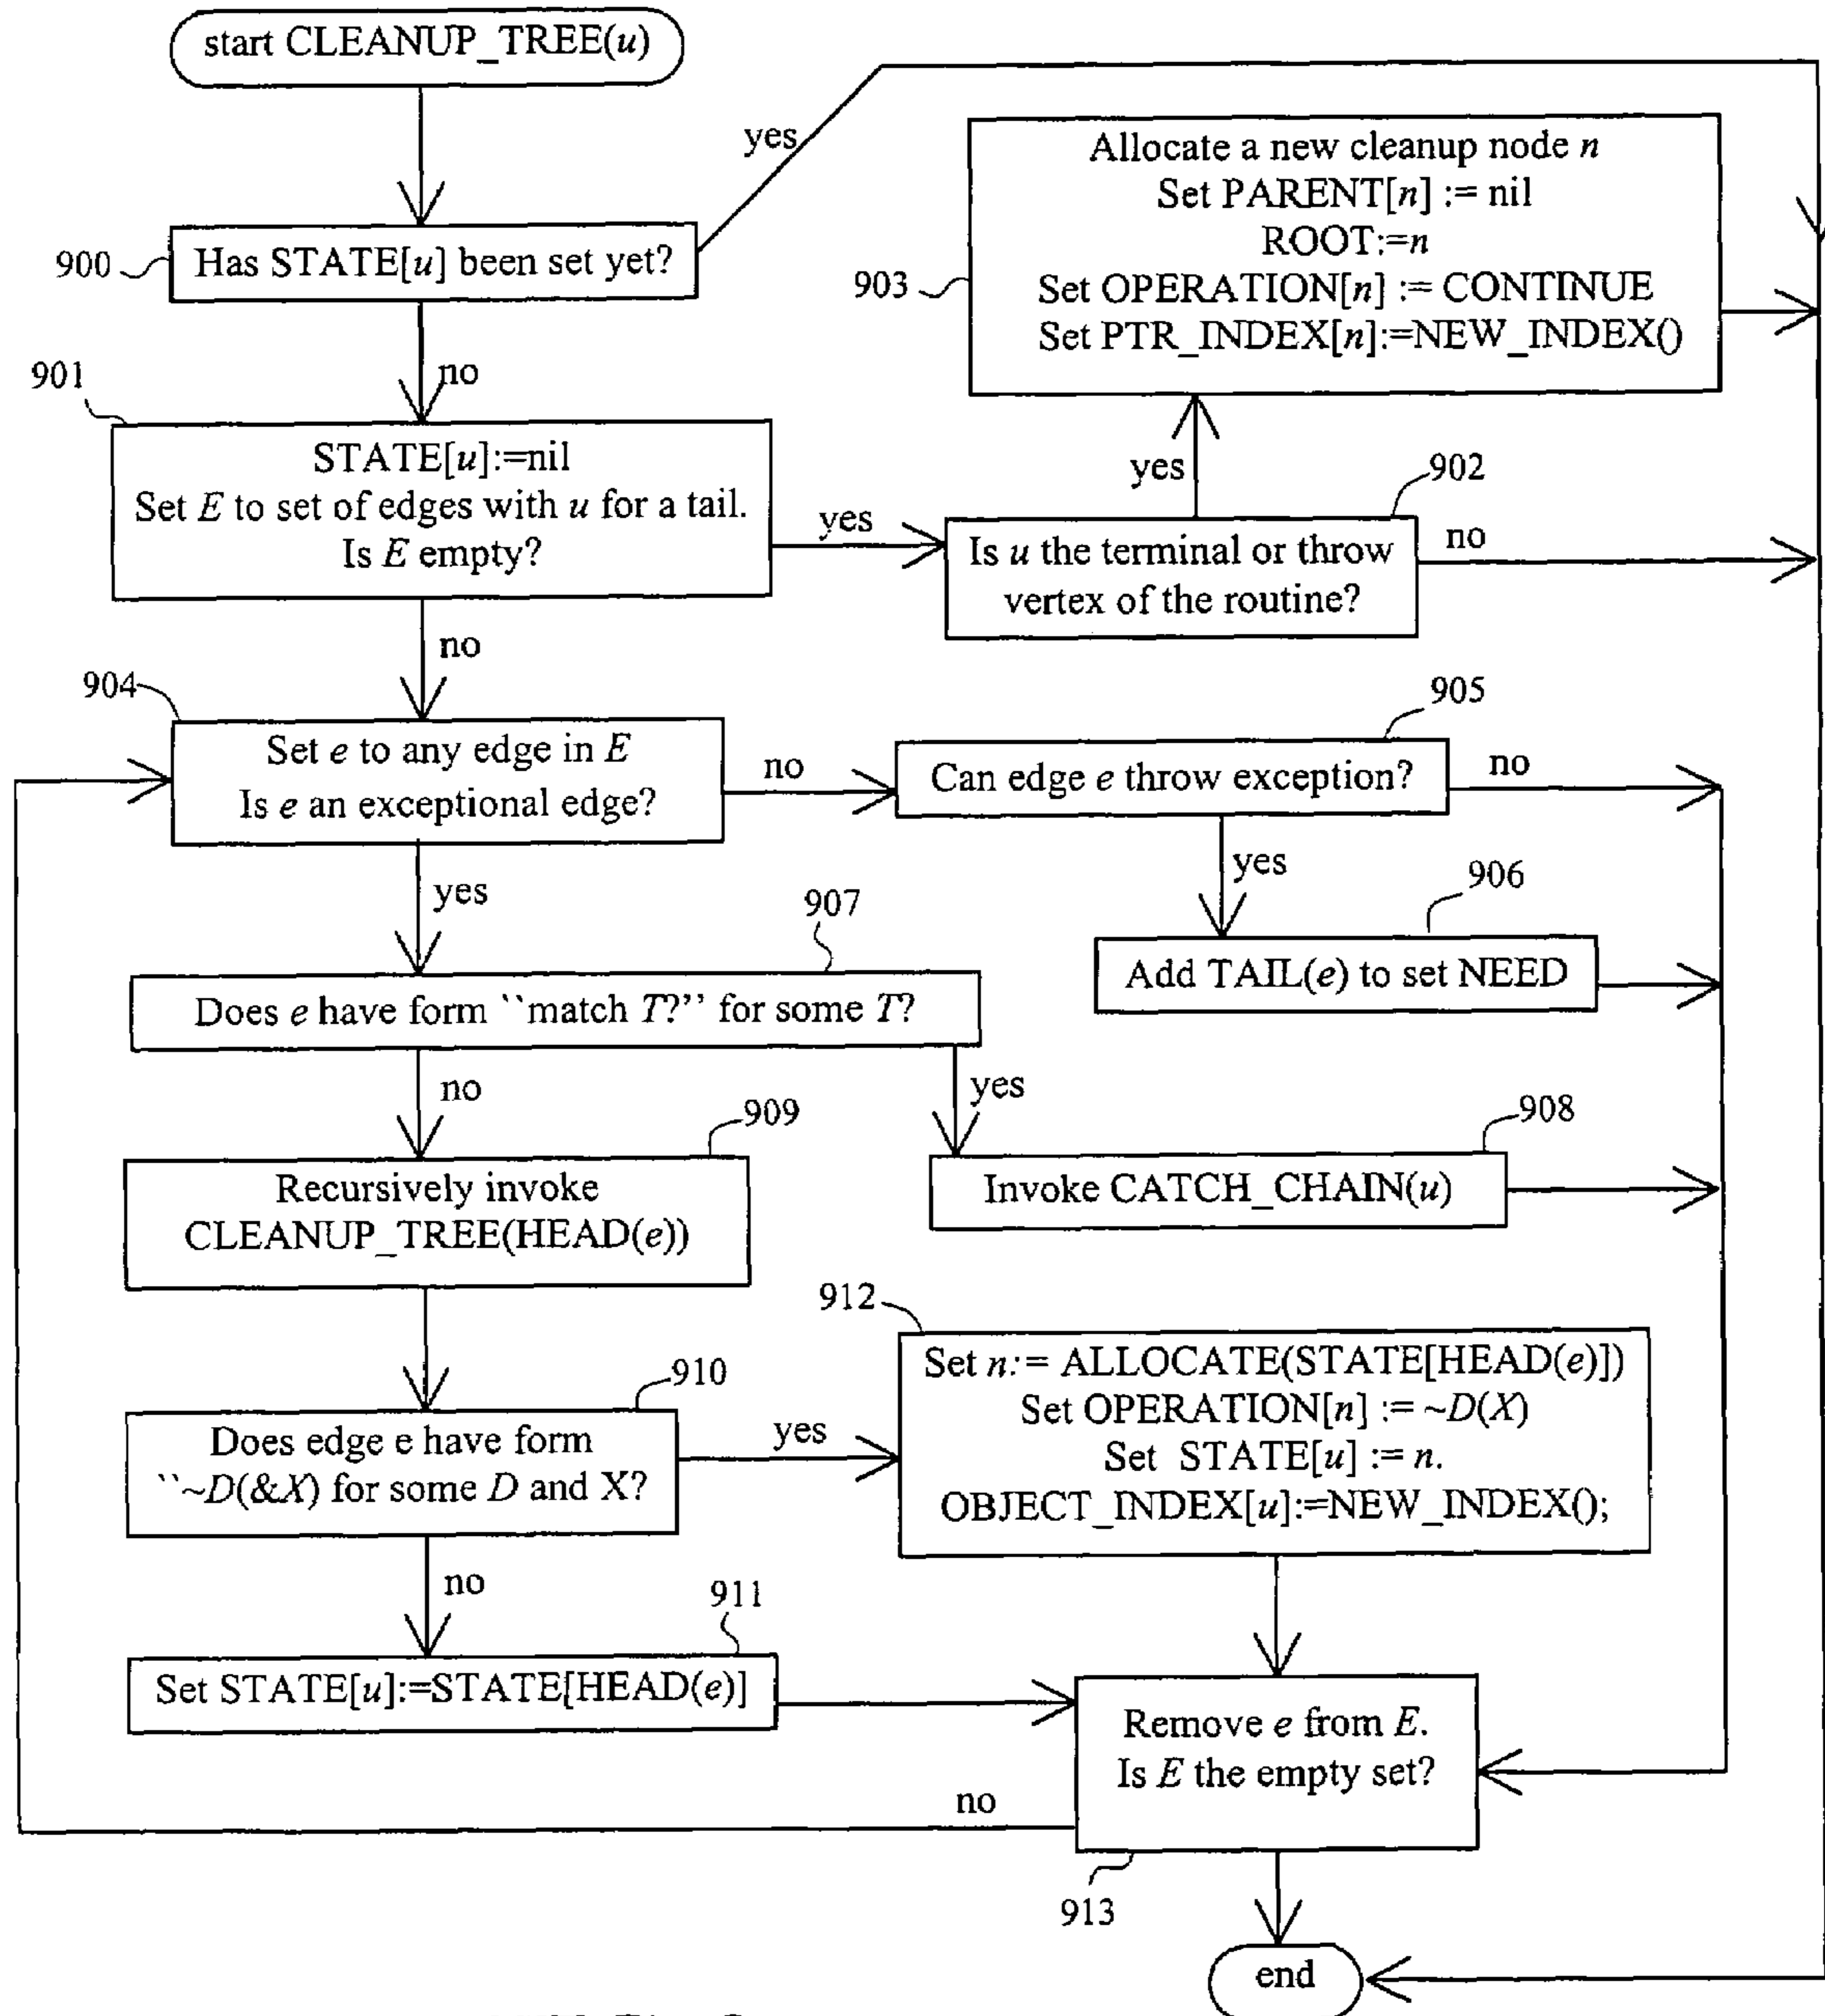 start CLEANUP_TREE(u)
yes
Allocate a new cleanup node n
Set PARENT[n] := nil
ROOT:=n
Set OPERATION[n] := CONTINUE
Set PTR_INDEX[n]:=NEW_INDEX()
903
900
Has STATE[u] been set yet?
no
901
STATE[u]:=nil
Set E to set of edges with u for a tail.
Is E empty?
yes
yes
902
Is u the terminal or throw
vertex of the routine?
no
no
904
Set e to any edge in E
Is e an exceptional edge?
no
905
Can edge e throw exception?
no
yes
yes
906
Add TAIL(e) to set NEED
907
Does e have form ``match T?'' for some T?
no
yes
909
Recursively invoke
CLEANUP_TREE(HEAD(e))
908
Invoke CATCH_CHAIN(u)
912
Set n:= ALLOCATE(STATE[HEAD(e)])
Set OPERATION[n] := ~D(X)
Set STATE[u] := n.
OBJECT_INDEX[u]:=NEW_INDEX();
910
Does edge e have form
``~D(&X) for some D and X?
yes
no
911
Set STATE[u]:=STATE[HEAD(e)]
Remove e from E.
Is E the empty set?
no
913
end